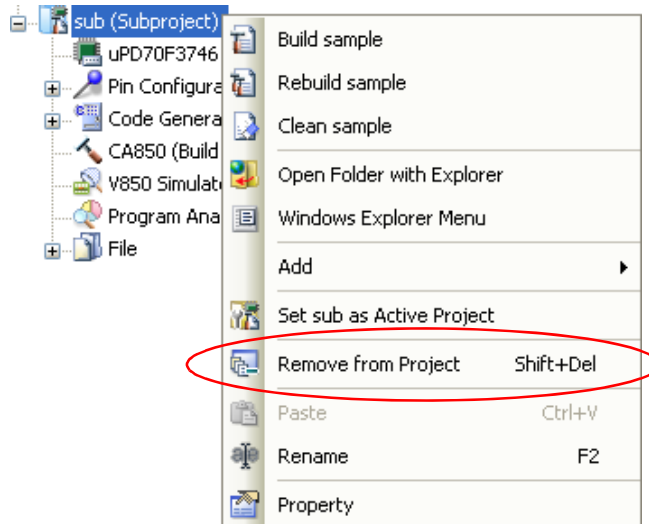 sub (Subproject)
uPD70F3746
Pin Configura
Code Genera
CA850 (Build
V850 Simulat
Program Ana
File
Build sample
Rebuild sample
Clean sample
Open Folder with Explorer
Windows Explorer Menu
Add
Set sub as Active Project
Remove from Project Shift+Del
Paste Ctrl+V
Rename F2
Property